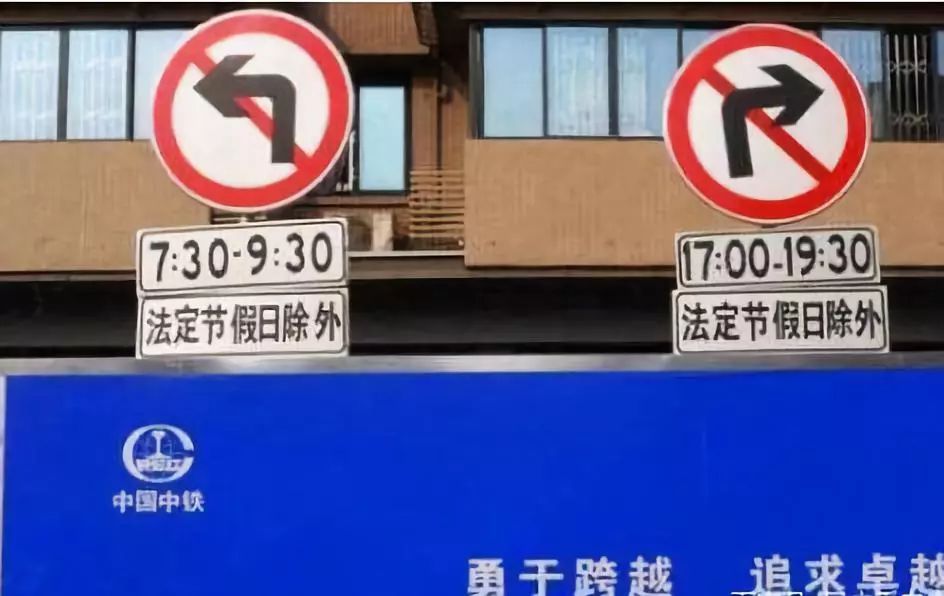 7:30-9:30
法定节假日除外
17:00-19:30
法定节假日除外
中国中铁
勇于跨越 追求卓越